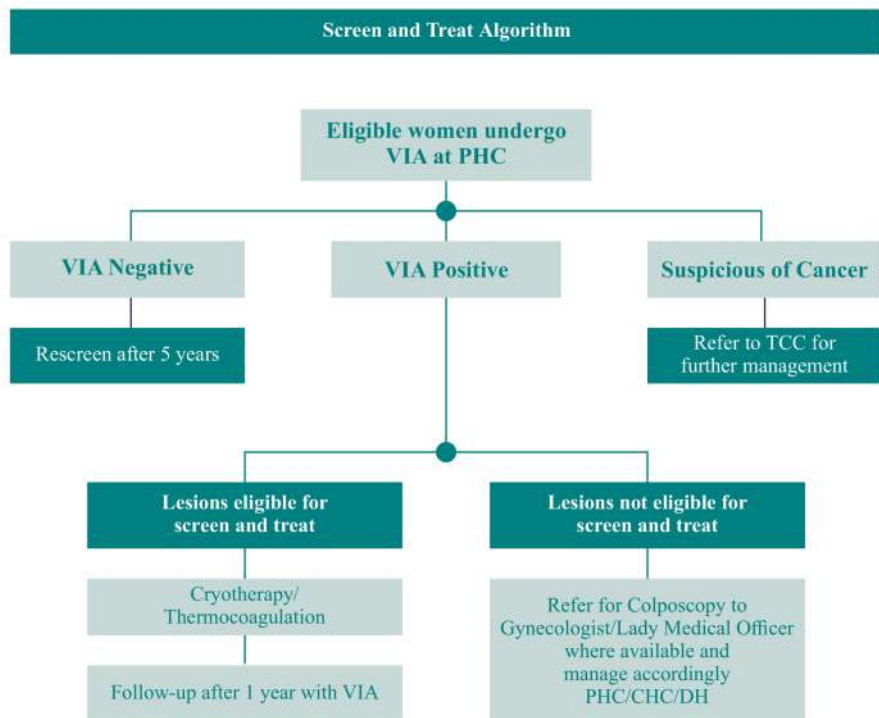 Screen and Treat Algorithm
Eligible women undergo
VIA at PHC
VIA Negative
VIA Positive
Suspicious of Cancer
Rescreen after 5 years
Refer to TCC for
further management
Lesions eligible for
screen and treat
Lesions not eligible for
screen and treat
Cryotherapy/
Thermocoagulation
Follow-up after 1 year with VIA
Refer for Colposcopy to
Gynecologist/Lady Medical Officer
where available and
manage accordingly
PHC/CHC/DH